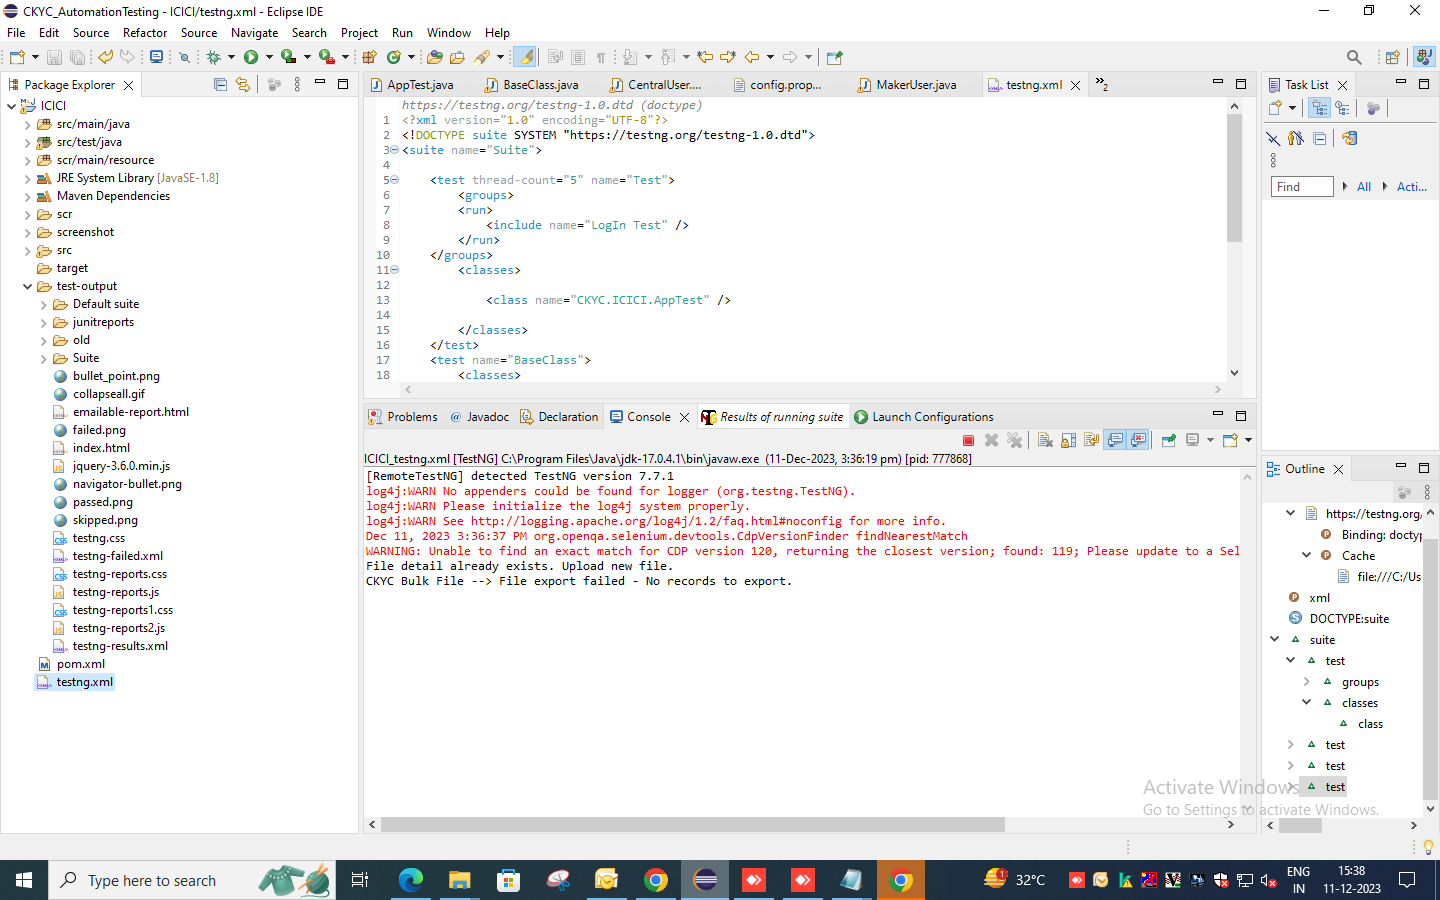 CKYC_AutomationTesting - ICICI/testng.xml - Eclipse IDE
File Edit Source Refactor Source Navigate Search Project Run Window Help
Package Explorer
ICICI
src/main/java
src/test/java
scr/main/resource
JRE System Library [JavaSE-1.8]
Maven Dependencies
scr
screenshot
src
target
test-output
Default suite
junitreports
old
Suite
bullet_point.png
collapseall.gif
emailable-report.html
failed.png
index.html
jquery-3.6.0.min.js
navigator-bullet.png
passed.png
skipped.png
testng.css
testng-failed.xml
testng-reports.css
testng-reports.js
testng-reports1.css
testng-reports2.js
testng-results.xml
pom.xml
testng.xml
AppTest.java BaseClass.java CentralUser.... config.prop... MakerUser.java testng.xml »2
https://testng.org/testng-1.0.dtd (doctype)
1 <?xml version="1.0" encoding="UTF-8"?>
2 <!DOCTYPE suite SYSTEM "https://testng.org/testng-1.0.dtd">
3 <suite name="Suite">
4
5 <test thread-count="5" name="Test">
6 <groups>
7 <run>
8 <include name="LogIn Test" />
9 </run>
10 </groups>
11 <classes>
12
13 <class name="CKYC.ICICI.AppTest" />
14
15 </classes>
16 </test>
17 <test name="BaseClass">
18 <classes>
Problems @ Javadoc Declaration Console Results of running suite Launch Configurations
ICICI_testng.xml [TestNG] C:\Program Files\Java\jdk-17.0.4.1\bin\javaw.exe (11-Dec-2023, 3:36:19 pm) [pid: 777868]
[RemoteTestNG] detected TestNG version 7.7.1
log4j:WARN No appenders could be found for logger (org.testng.TestNG).
log4j:WARN Please initialize the log4j system properly.
log4j:WARN See http://logging.apache.org/log4j/1.2/faq.html#noconfig for more info.
Dec 11, 2023 3:36:37 PM org.openqa.selenium.devtools.CdpVersionFinder findNearestMatch
WARNING: Unable to find an exact match for CDP version 120, returning the closest version; found: 119; Please update to a Sel
File detail already exists. Upload new file.
CKYC Bulk File --> File export failed - No records to export.
Task List
Find All Acti...
Outline
https://testng.org,
Binding: doctyp
Cache
file:///C:/Us
xml
DOCTYPE:suite
suite
test
groups
classes
class
test
test
test
Activate Windows
Go to Settings to activate Windows.
Type here to search
1
32°C
ENG
IN
15:38
11-12-2023